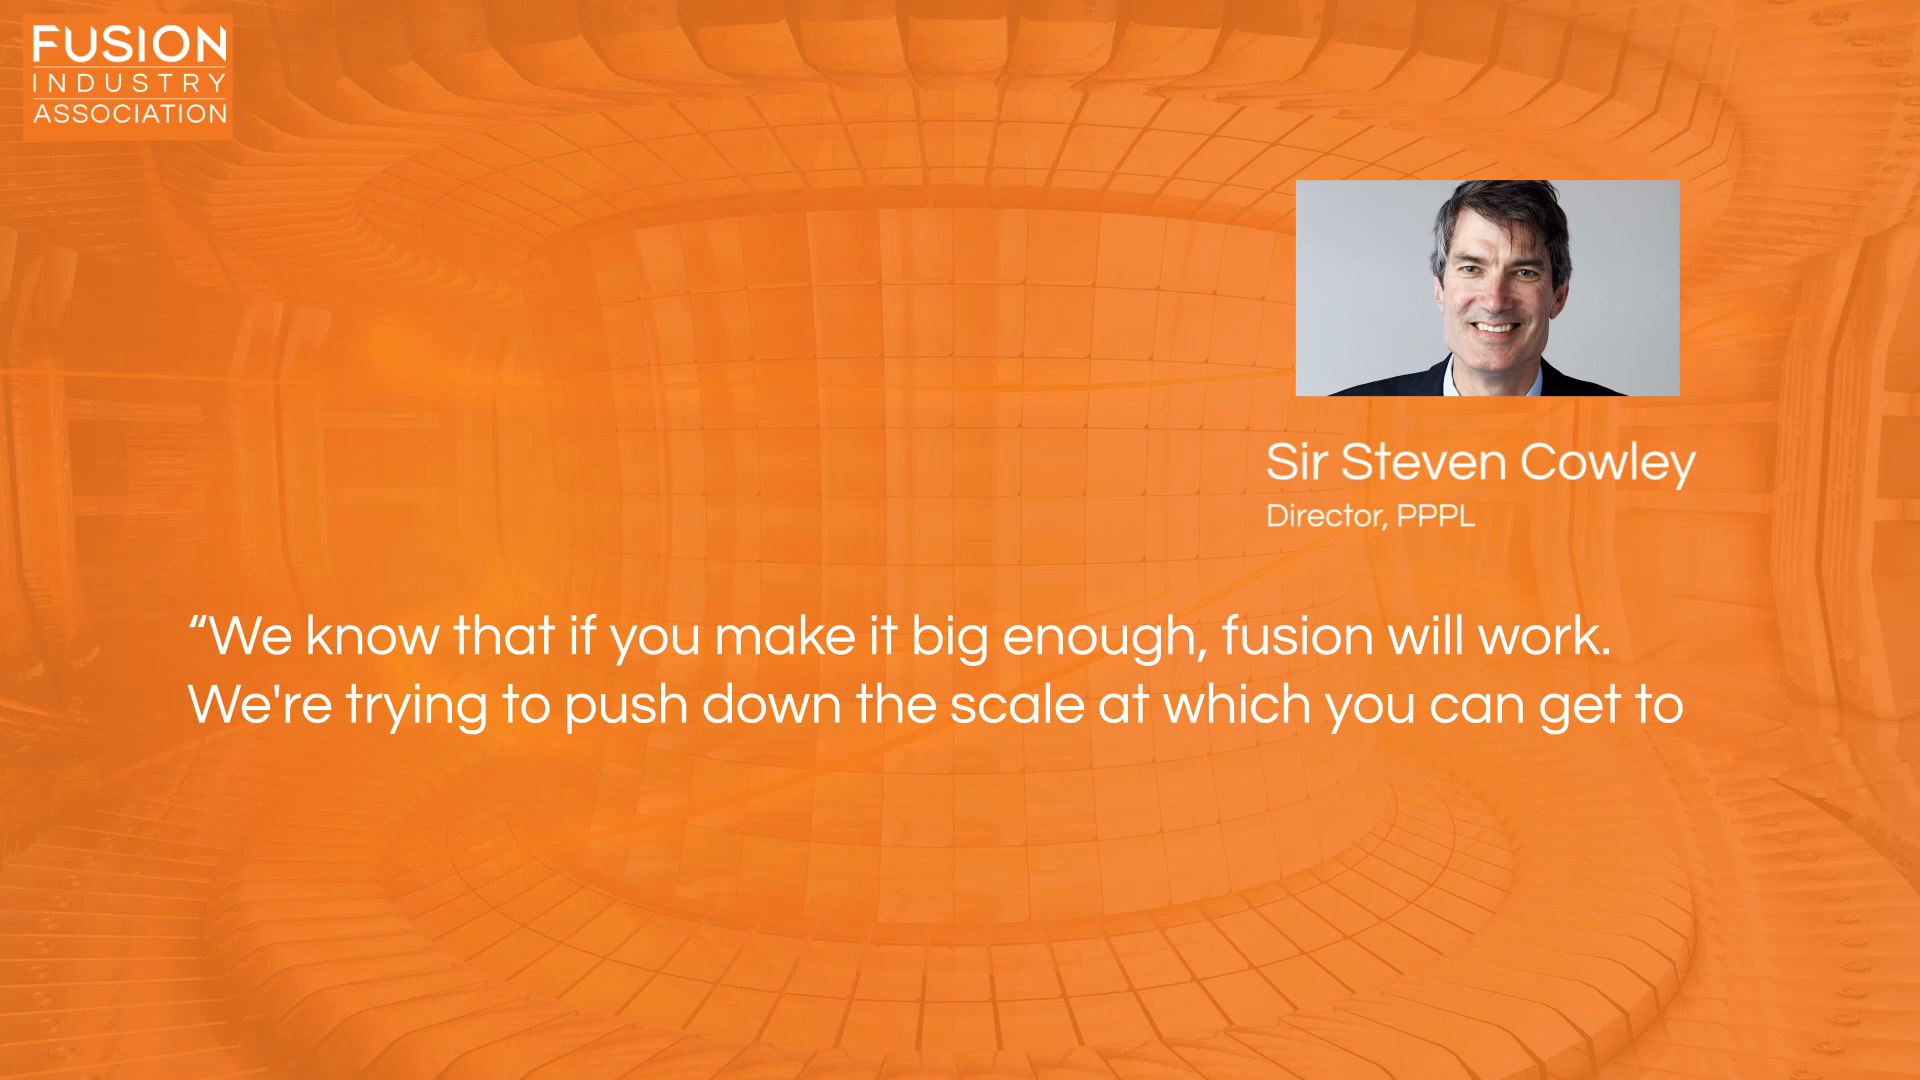 FUSION
INDUSTRY
ASSOCIATION
Sir Steven Cowley
Director, PPPL
“We know that if you make it big enough, fusion will work.
We're trying to push down the scale at which you can get to